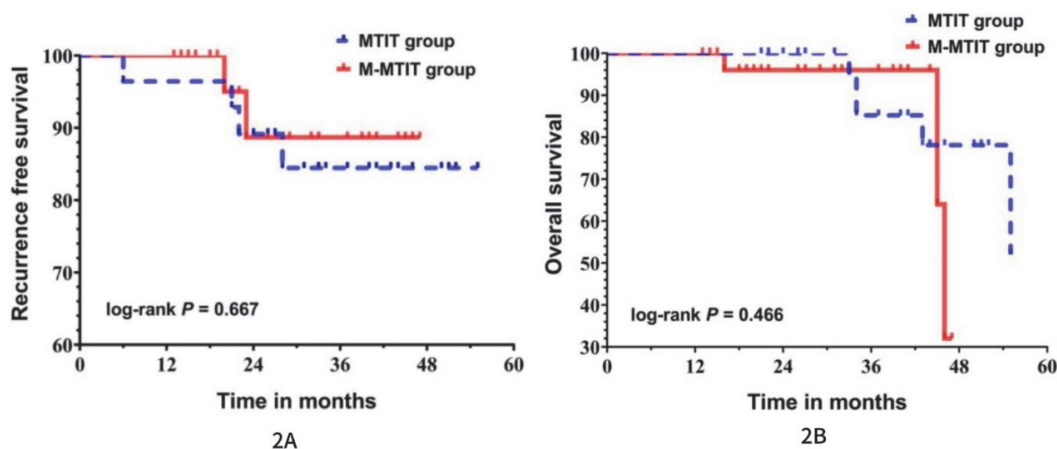 MTIT group
M-MTIT group
Recurrence free survival
100
90
80
70
60
log-rank P = 0.667
0 12 24 36 48 60
Time in months
2A
MTIT group
M-MTIT group
Overall survival
100
90
80
70
60
50
40
30
log-rank P = 0.466
0 12 24 36 48 60
Time in months
2B